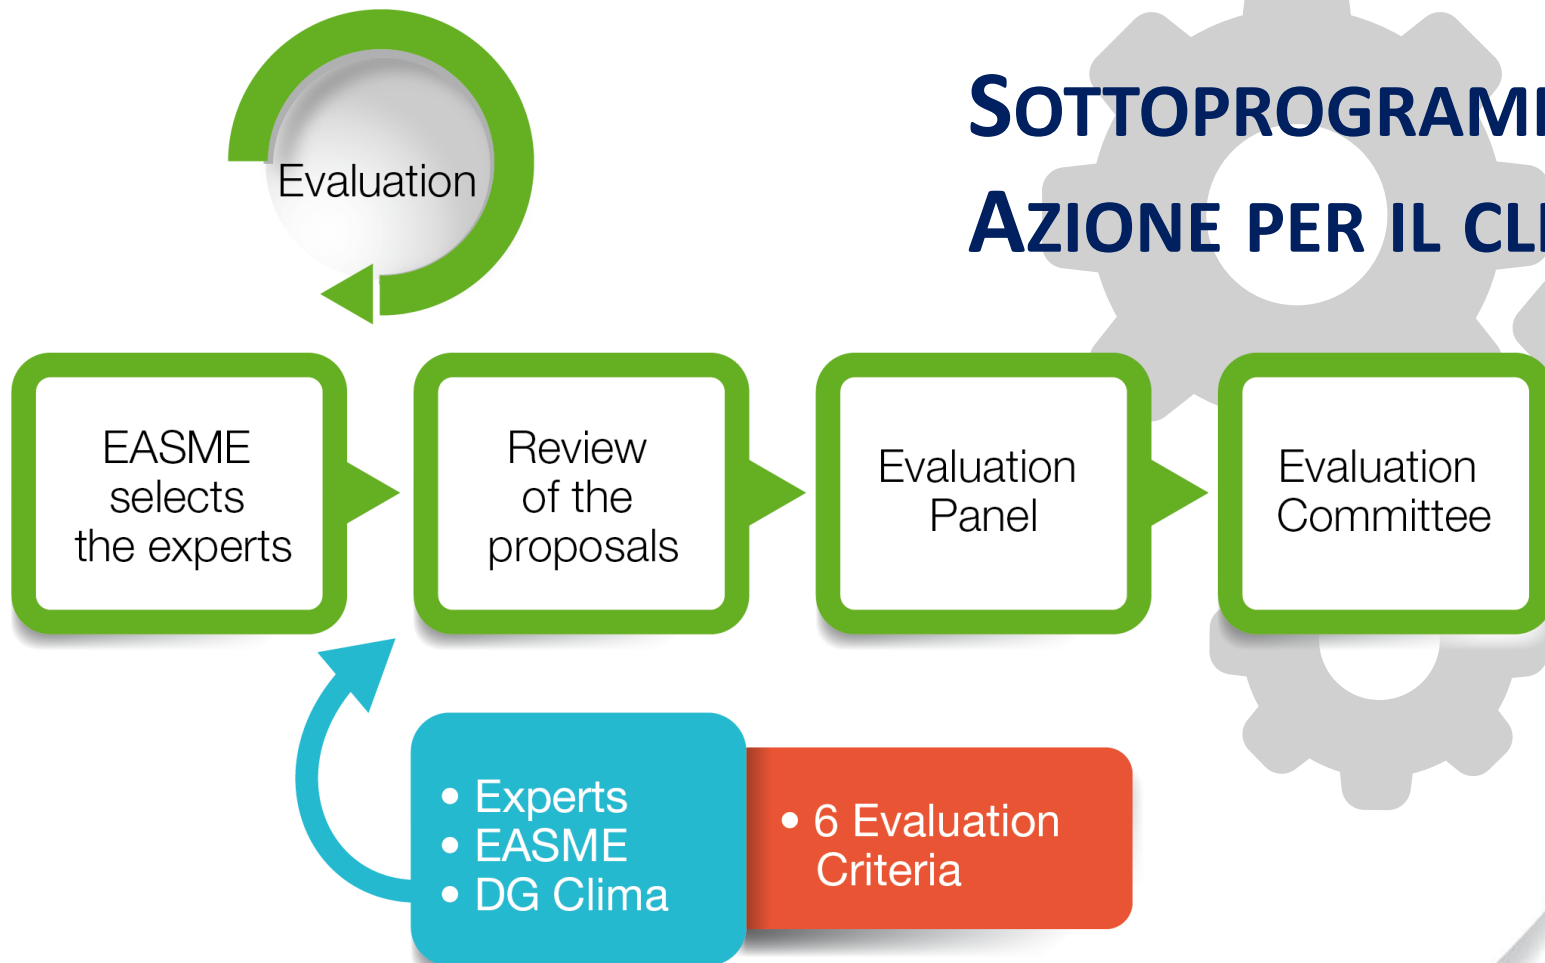 SOTTOPROGRAMM
AZIONE PER IL CLI
Evaluation
EASME
selects
the experts
Review
of the
proposals
Evaluation
Panel
Evaluation
Committee
• Experts
• EASME
• DG Clima
• 6 Evaluation
Criteria